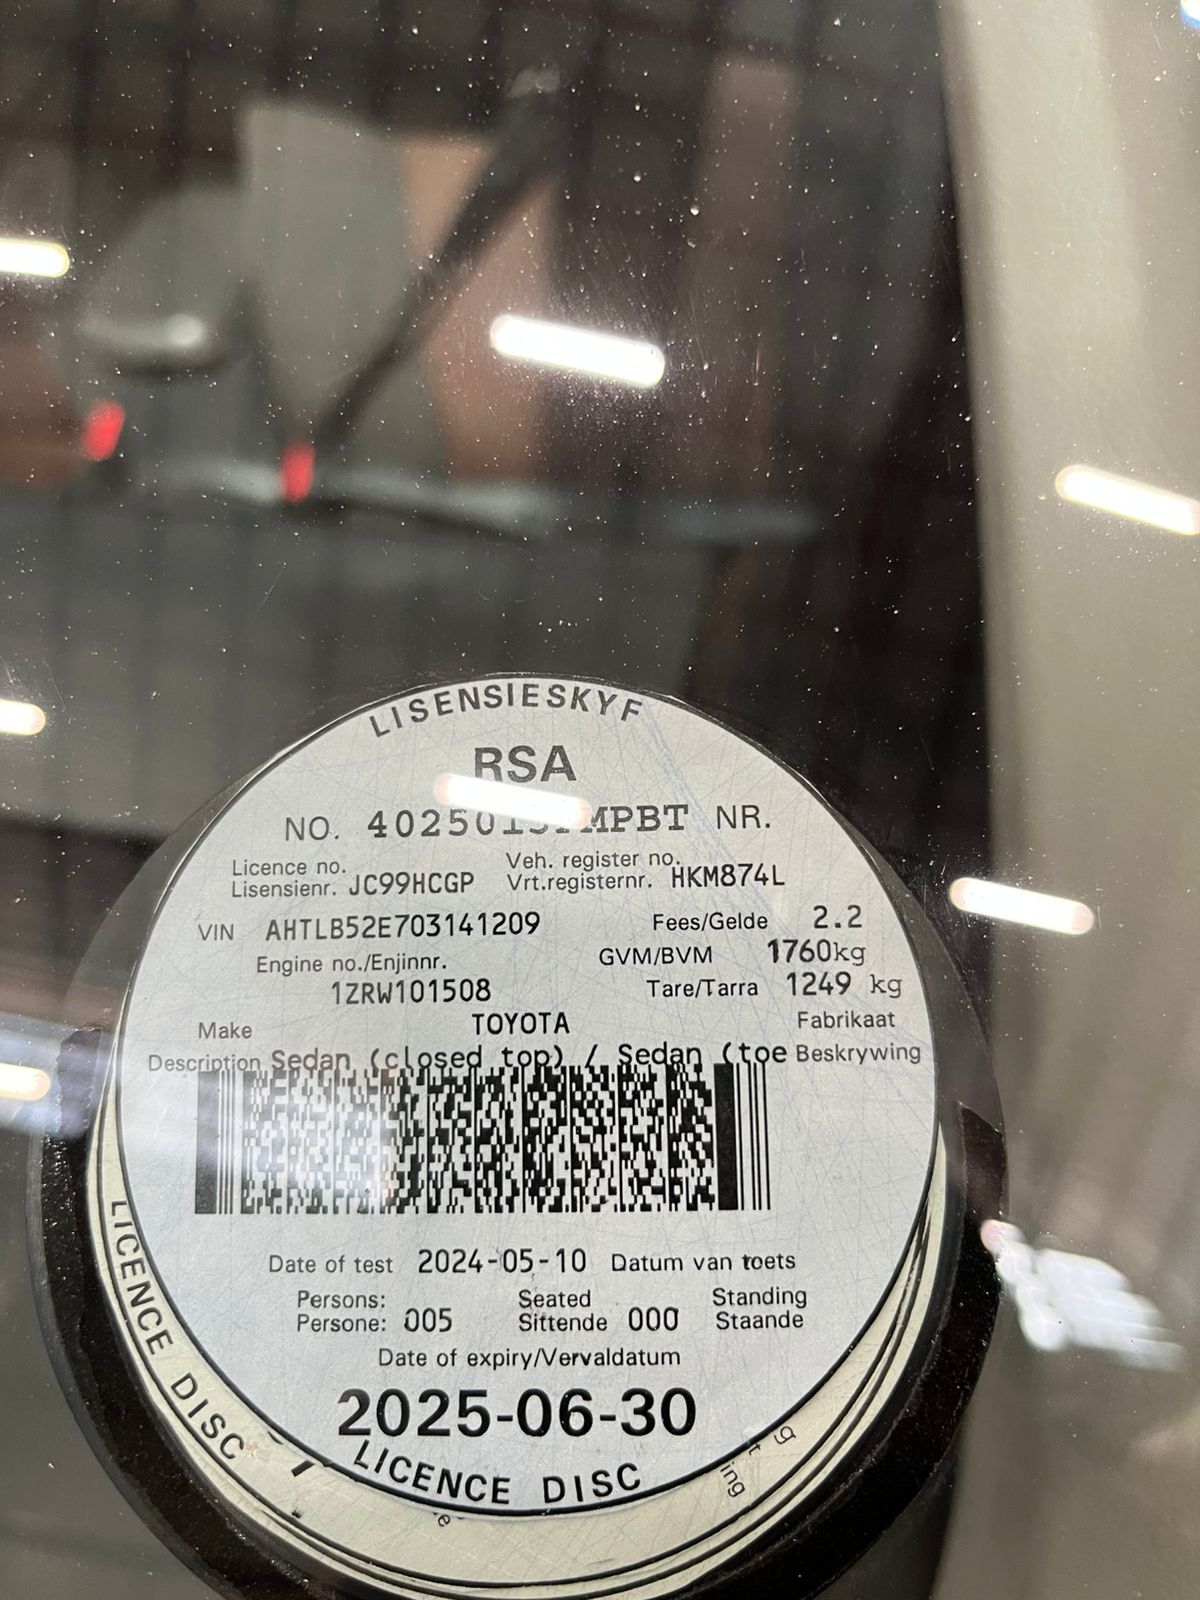 LISENSIESKYF
RSA
NO. MPBT NR.
Licence no. Veh. register no.
Lisensienr. JC99HCGP Vrt.registernr. HKM874L
VIN AHTLB52E703141209 Fees/Gelde 2.2
Engine no./Enjinnr. GVM/BVM 1760kg
1ZRW101508 Tare/Tarra 1249 kg
Make TOYOTA Fabrikaat
Description Sedan (closed top) / Sedan (toe Beskrywing
Date of test 2024-05-10 Datum van toets
Persons: Seated Standing
Persone: 005 Sittende 000 Staande
Date of expiry/Vervaldatum
2025-06-30
LICENCE DISC
LICENCE DISC